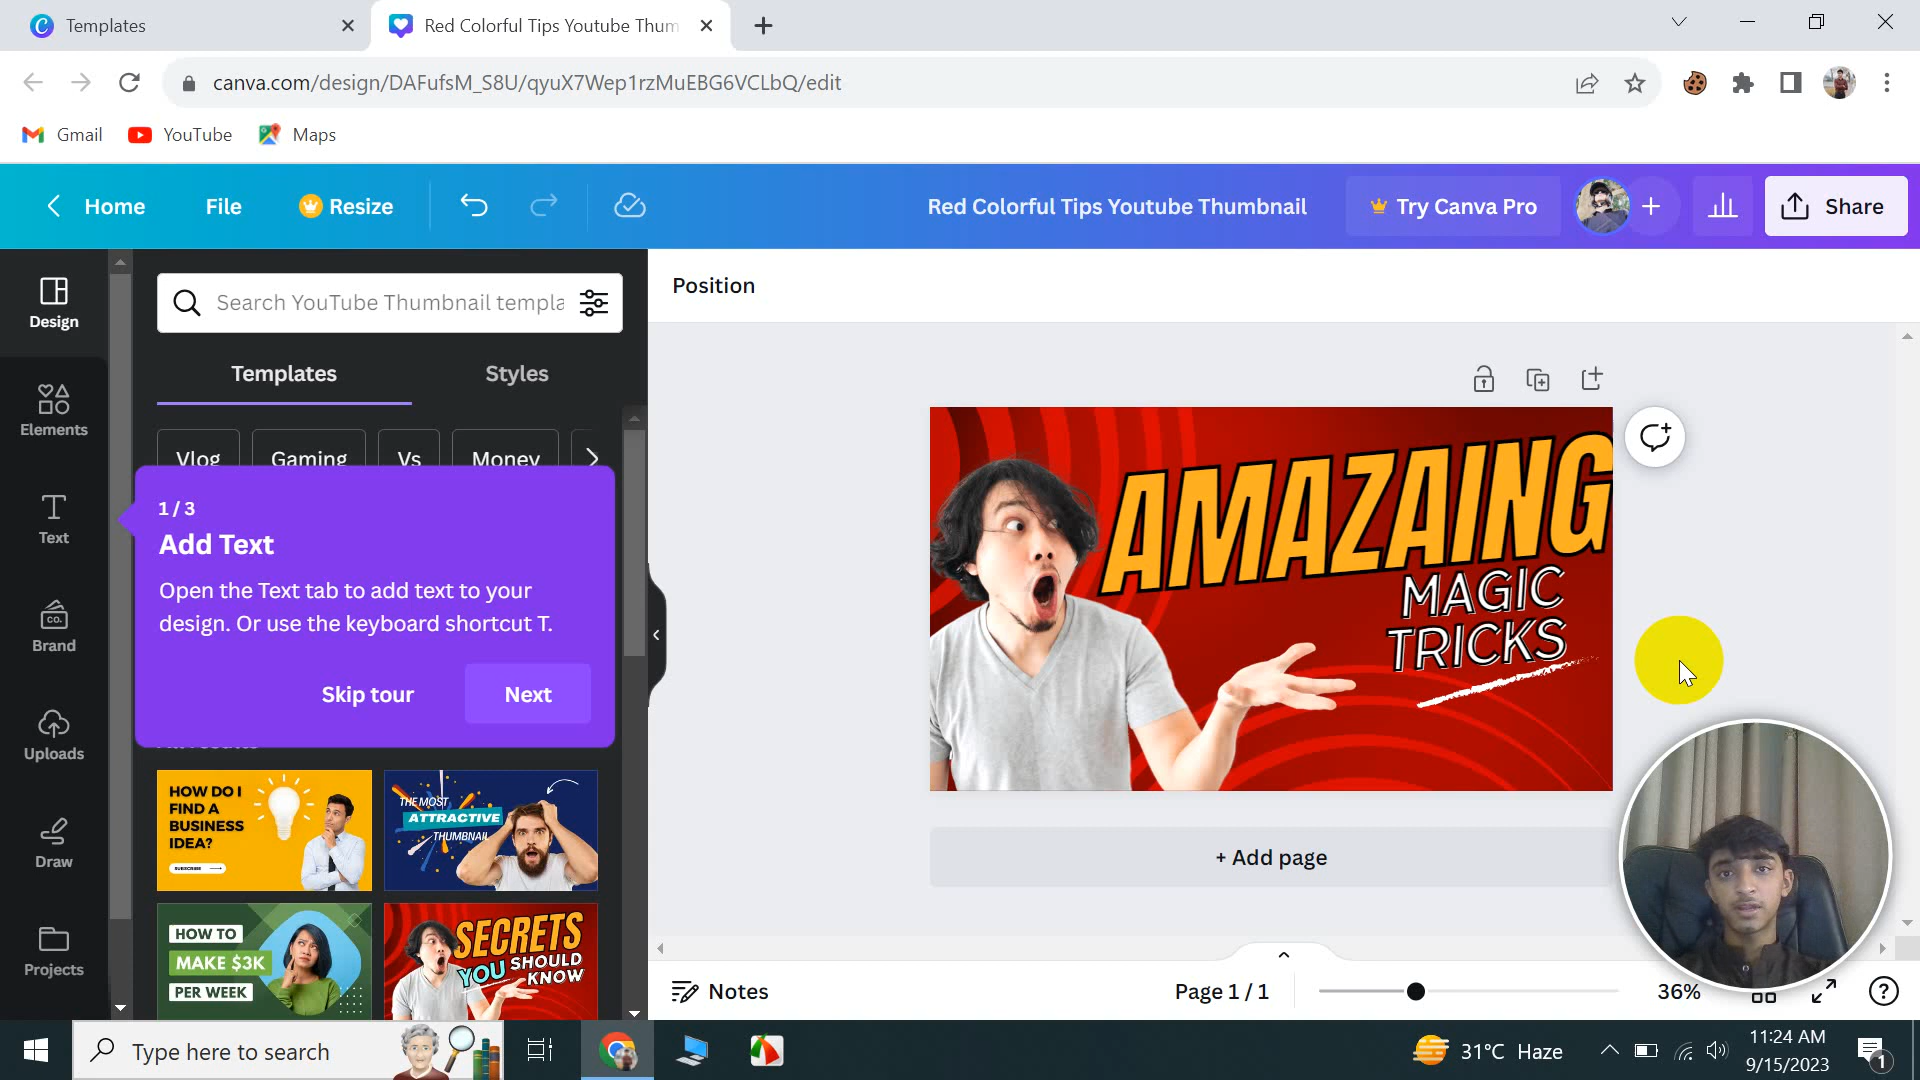 Templates
Red Colorful Tips Youtube Thum
canva.com/design/DAFufsM_S8U/qyuX7Wep1rzMuEBG6VCLbQ/edit
Gmail
YouTube
Maps
Home
File
Resize
Red Colorful Tips Youtube Thumbnail
Try Canva Pro
Share
Design
Elements
Text
Brand
co.
Uploads
Draw
Projects
Search YouTube Thumbnail templa
Templates
Styles
Vlog
Gaming
Vs
Money
1 / 3
Add Text
Open the Text tab to add text to your
design. Or use the keyboard shortcut T.
Skip tour
Next
HOW DO I
FIND A
BUSINESS
IDEA?
SUBSCRIBE
THE MOST
ATTRACTIVE
THUMBNAIL
HOW TO
MAKE $3K
PER WEEK
SECRETS
YOU SHOULD
KNOW
Position
AMAZAING
MAGIC
TRICKS
+ Add page
Notes
Page 1 / 1
36%
Type here to search
31°C Haze
11:24 AM
9/15/2023
1